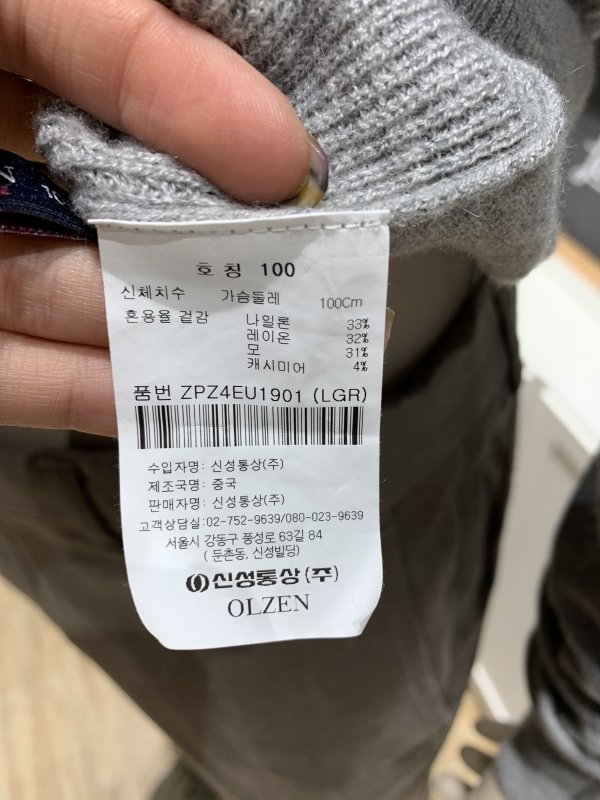 호 칭 100
신체치수 가슴둘레 100Cm
혼용율 겉감 나일론 33%
레이온 32%
모 31%
캐시미어 4%
품번 ZPZ4EU1901 (LGR)
수입자명: 신성통상(주)
제조국명: 중국
판매자명: 신성통상(주)
고객상담실:02-752-9639/080-023-9639
서울시 강동구 풍성로 63길 84
( 둔촌동, 신성빌딩)
신성통상 (주)
OLZEN